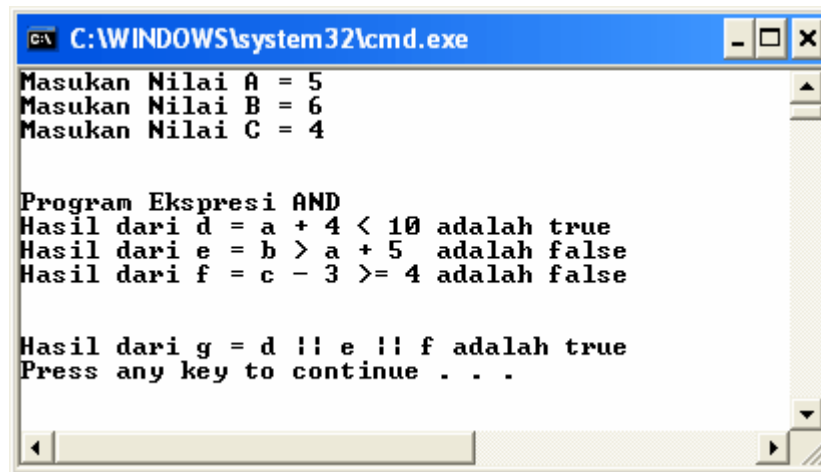 C:\WINDOWS\system32\cmd.exe
Masukan Nilai A = 5
Masukan Nilai B = 6
Masukan Nilai C = 4
Program Ekspresi AND
Hasil dari d = a + 4 < 10 adalah true
Hasil dari e = b > a + 5  adalah false
Hasil dari f = c - 3 >= 4 adalah false
Hasil dari g = d || e || f adalah true
Press any key to continue . . .